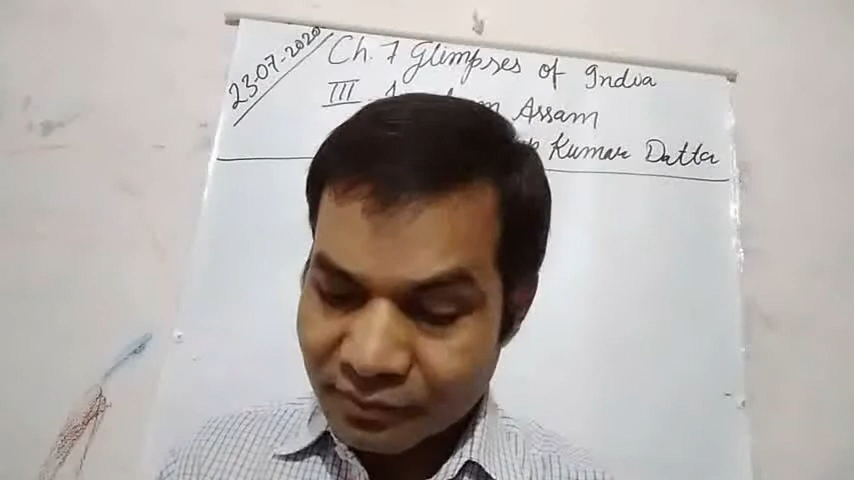 23-07-2020
Ch. 7 Glimpses of India
III Assam
Kumar Datta